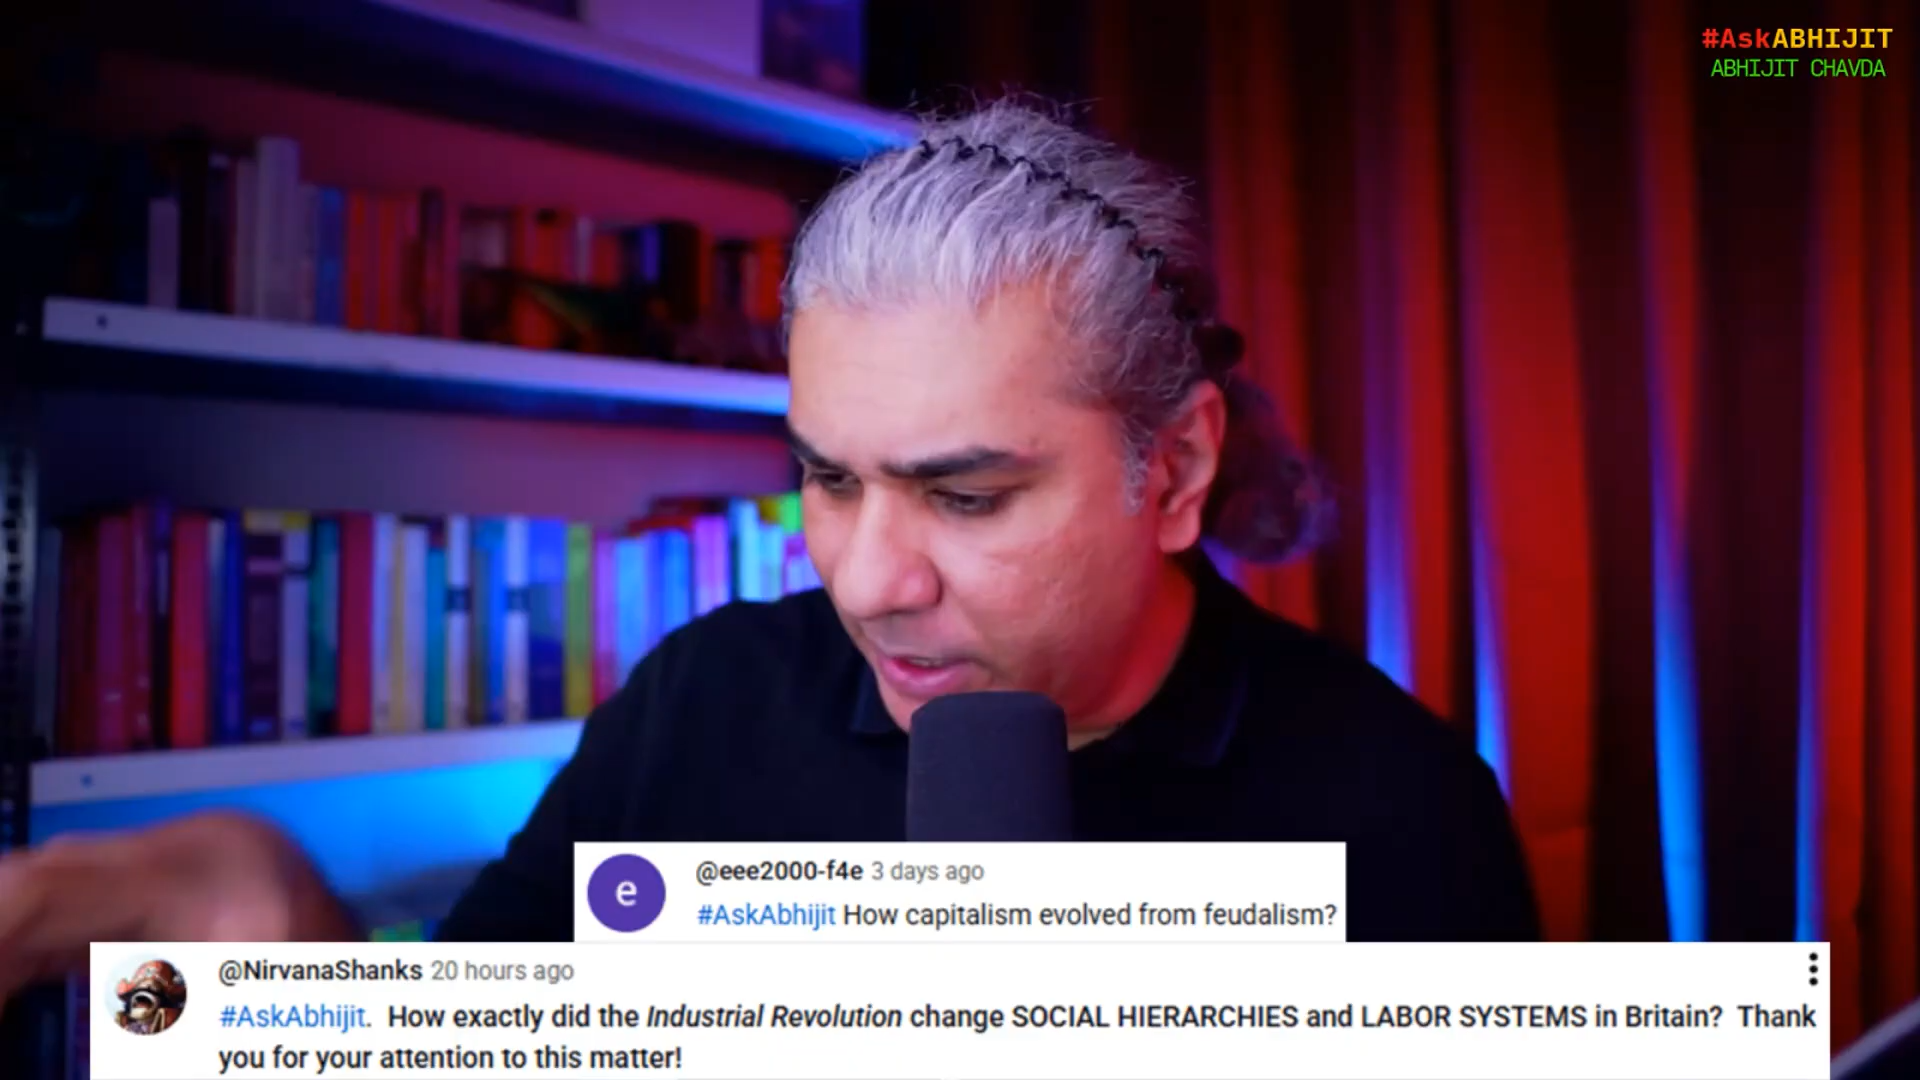 #AskABHIJIT
ABHIJIT CHAVDA
e
@eee2000-f4e 3 days ago
#AskAbhijit How capitalism evolved from feudalism?
@NirvanaShanks 20 hours ago
#AskAbhijit.  How exactly did the Industrial Revolution change SOCIAL HIERARCHIES and LABOR SYSTEMS in Britain?  Thank
you for your attention to this matter!